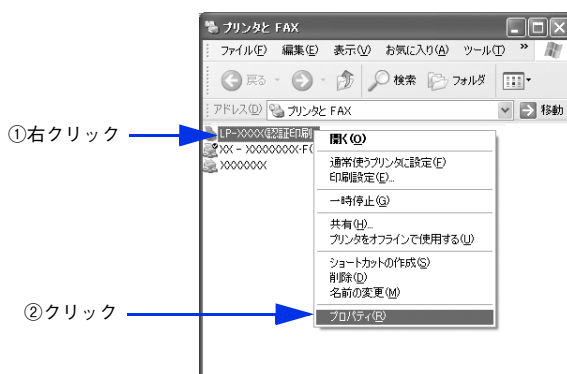 プリンタと FAX
ファイル(F) 編集(E) 表示(V) お気に入り(A) ツール(T) »
戻る 検索 フォルダ
アドレス(D) プリンタと FAX 移動
①右クリック
LP-XXXX(認証印刷
XX - XXXXXXXX-F(
XXXXXXX
開く(O)
通常使うプリンタに設定(F)
印刷設定(E)...
一時停止(G)
共有(H)...
プリンタをオフラインで使用する(U)
ショートカットの作成(S)
削除(D)
名前の変更(M)
②クリック
プロパティ(R)